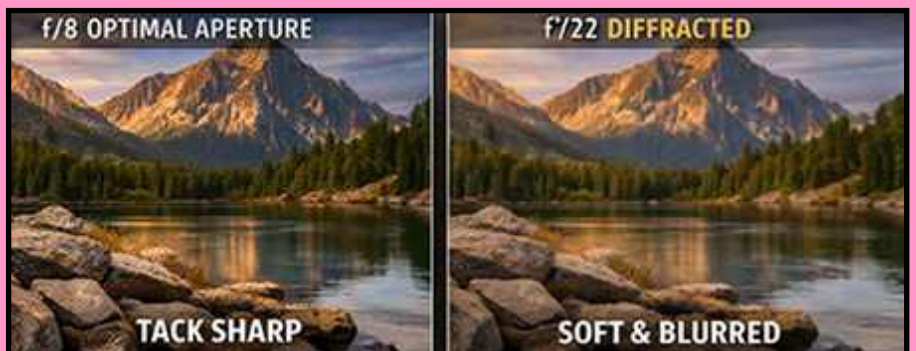 f/8 OPTIMAL APERTURE
f/22 DIFFRACTED
TACK SHARP
SOFT & BLURRED